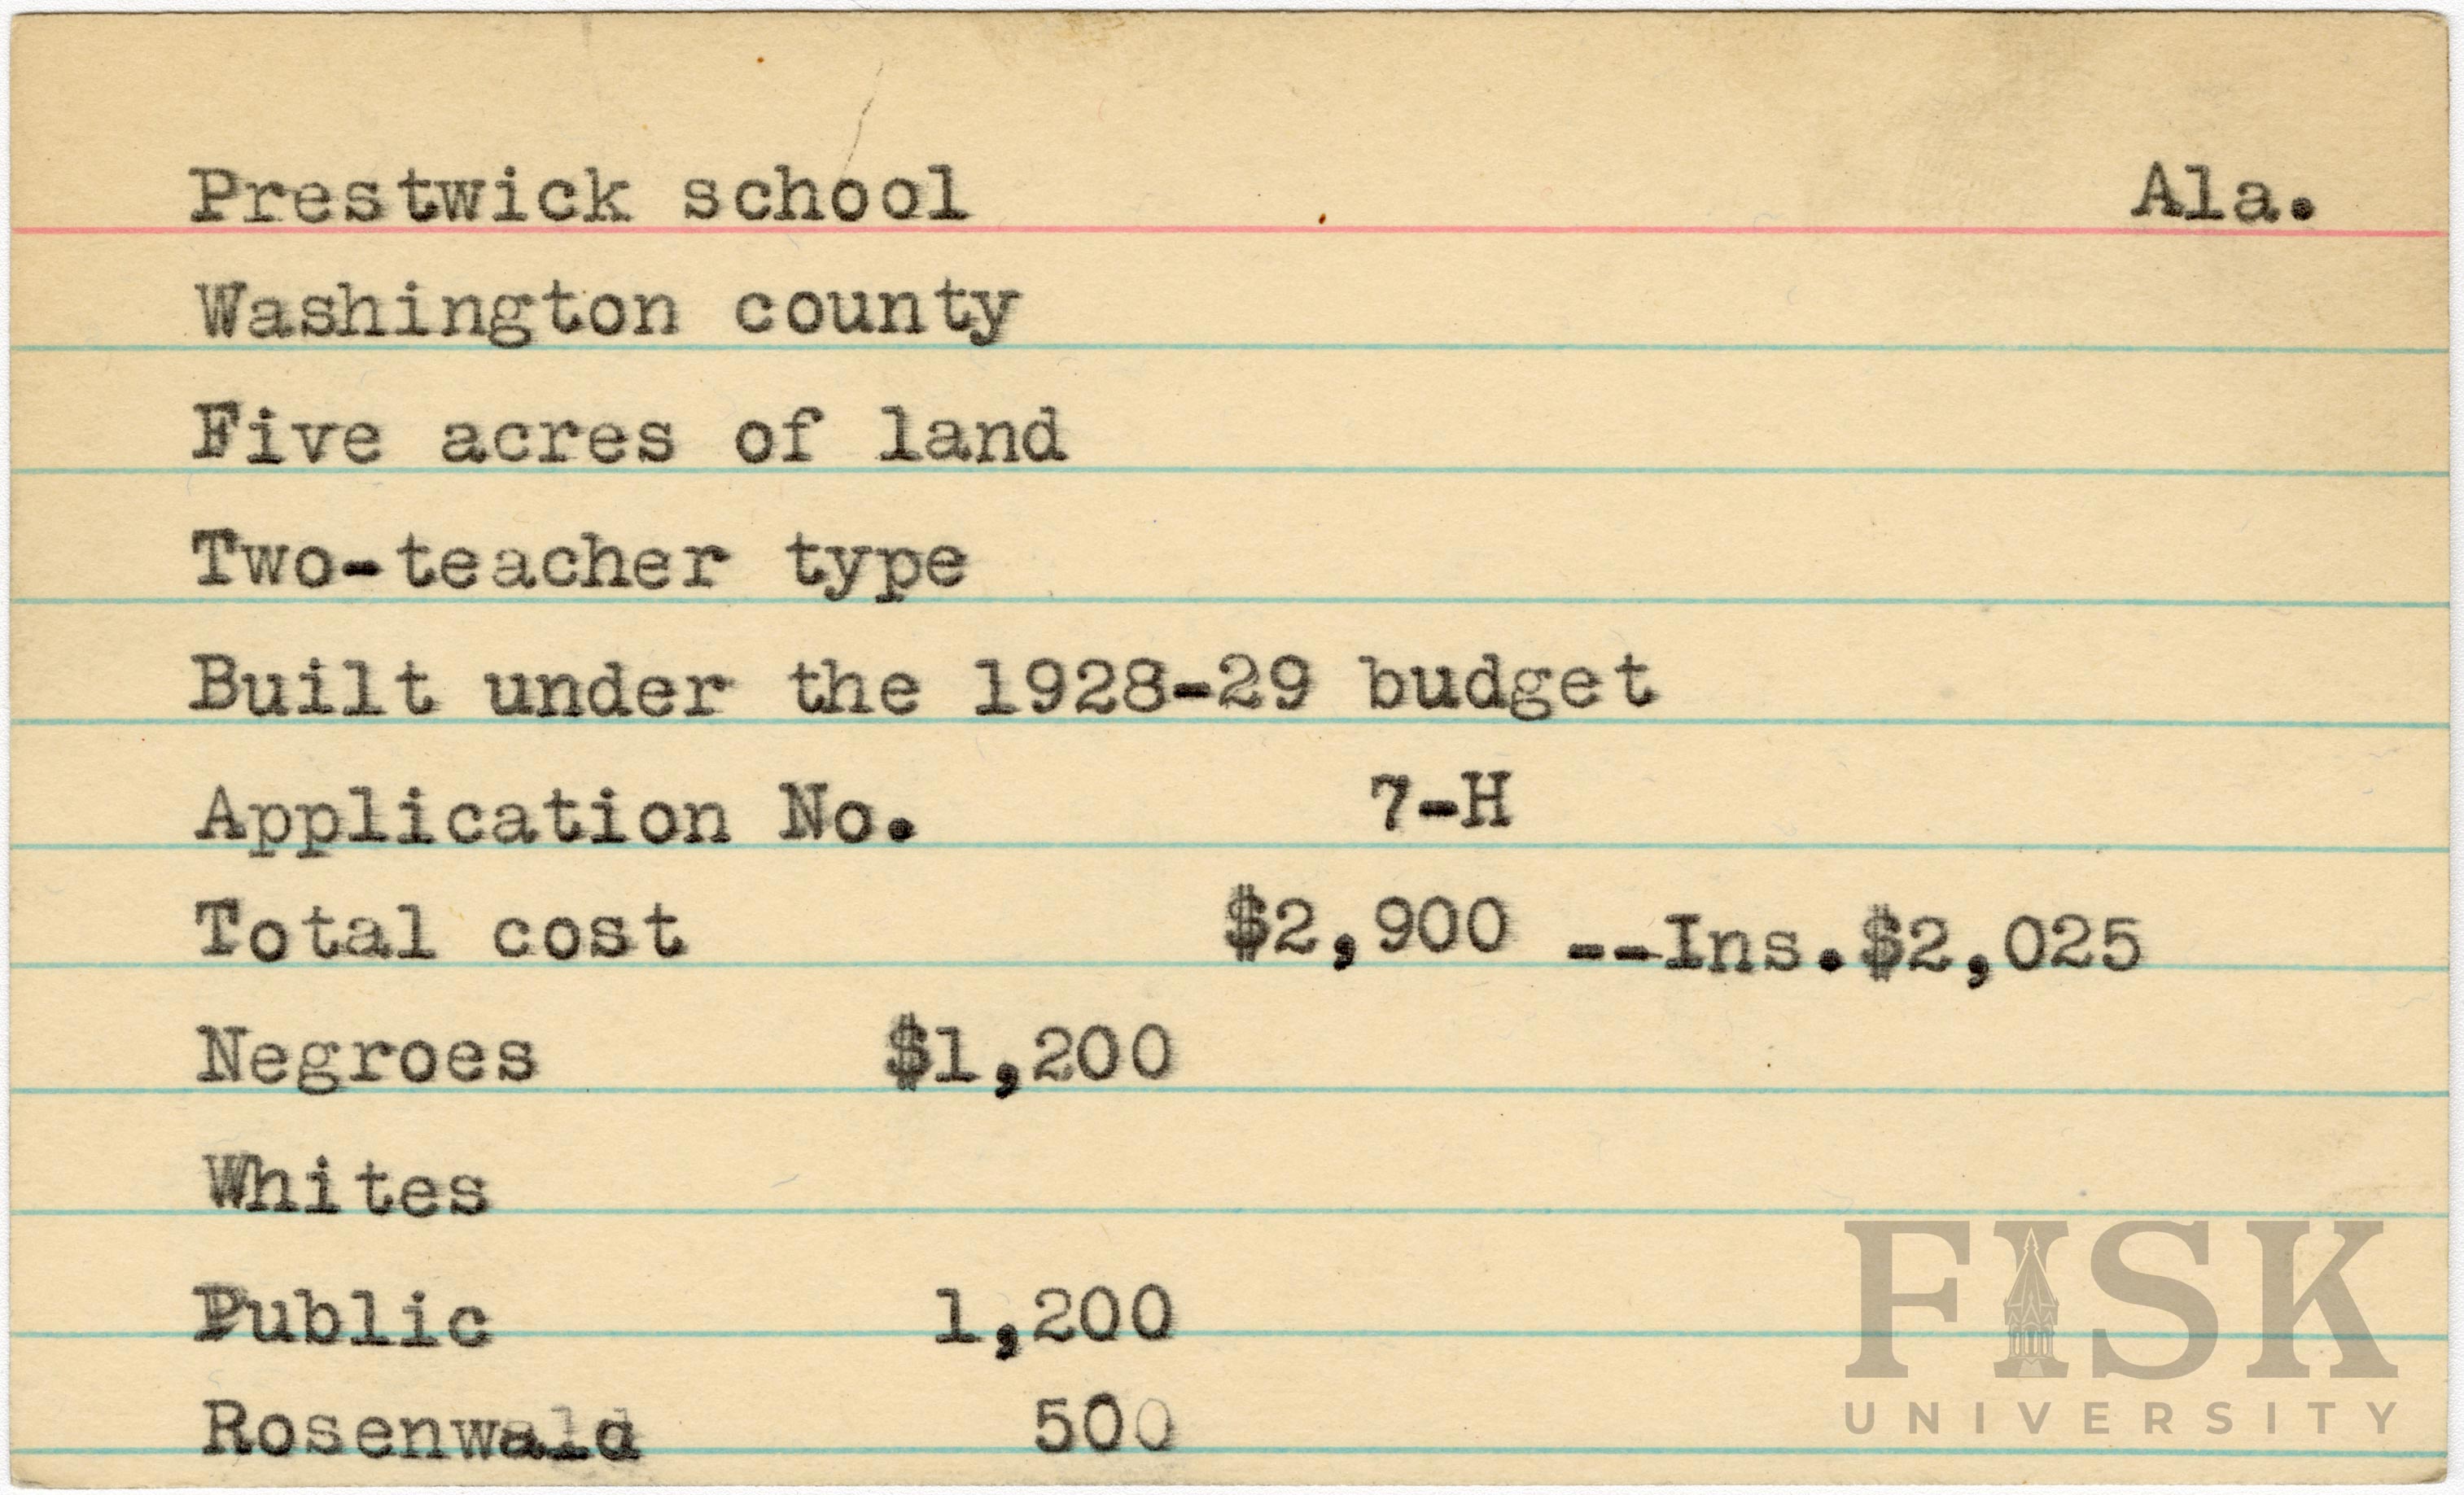 Prestwick school Ala.
Washington county
Five acres of land
Two-teacher type
Built under the 1928-29 budget
Application No. 7-H
Total cost $2,900 --Ins.$2,025
Negroes $1,200
Whites
Public 1,200
Rosenwald 500
FISK
UNIVERSITY